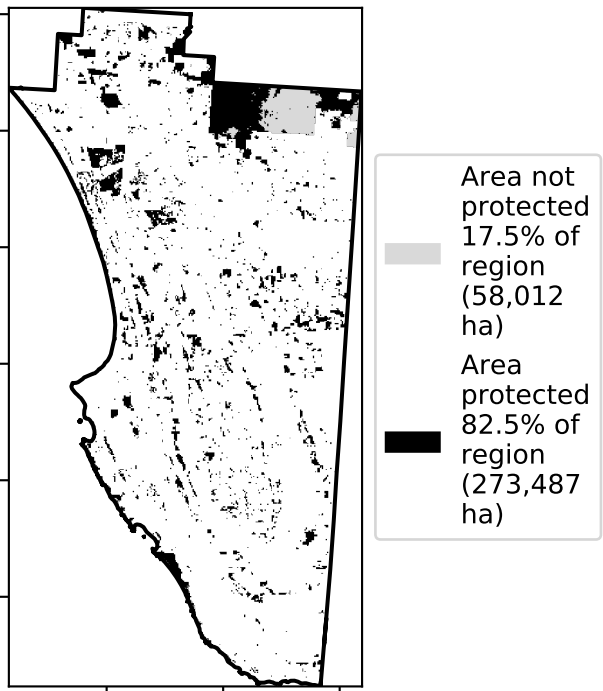 Area not
protected
17.5% of
region
(58,012
ha)
Area
protected
82.5% of
region
(273,487
ha)